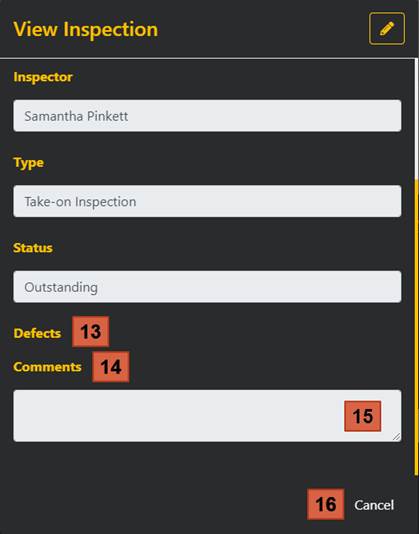 View Inspection
Inspector
Samantha Pinkett
Type
Take-on Inspection
Status
Outstanding
Defects 13
Comments 14
15
16 Cancel